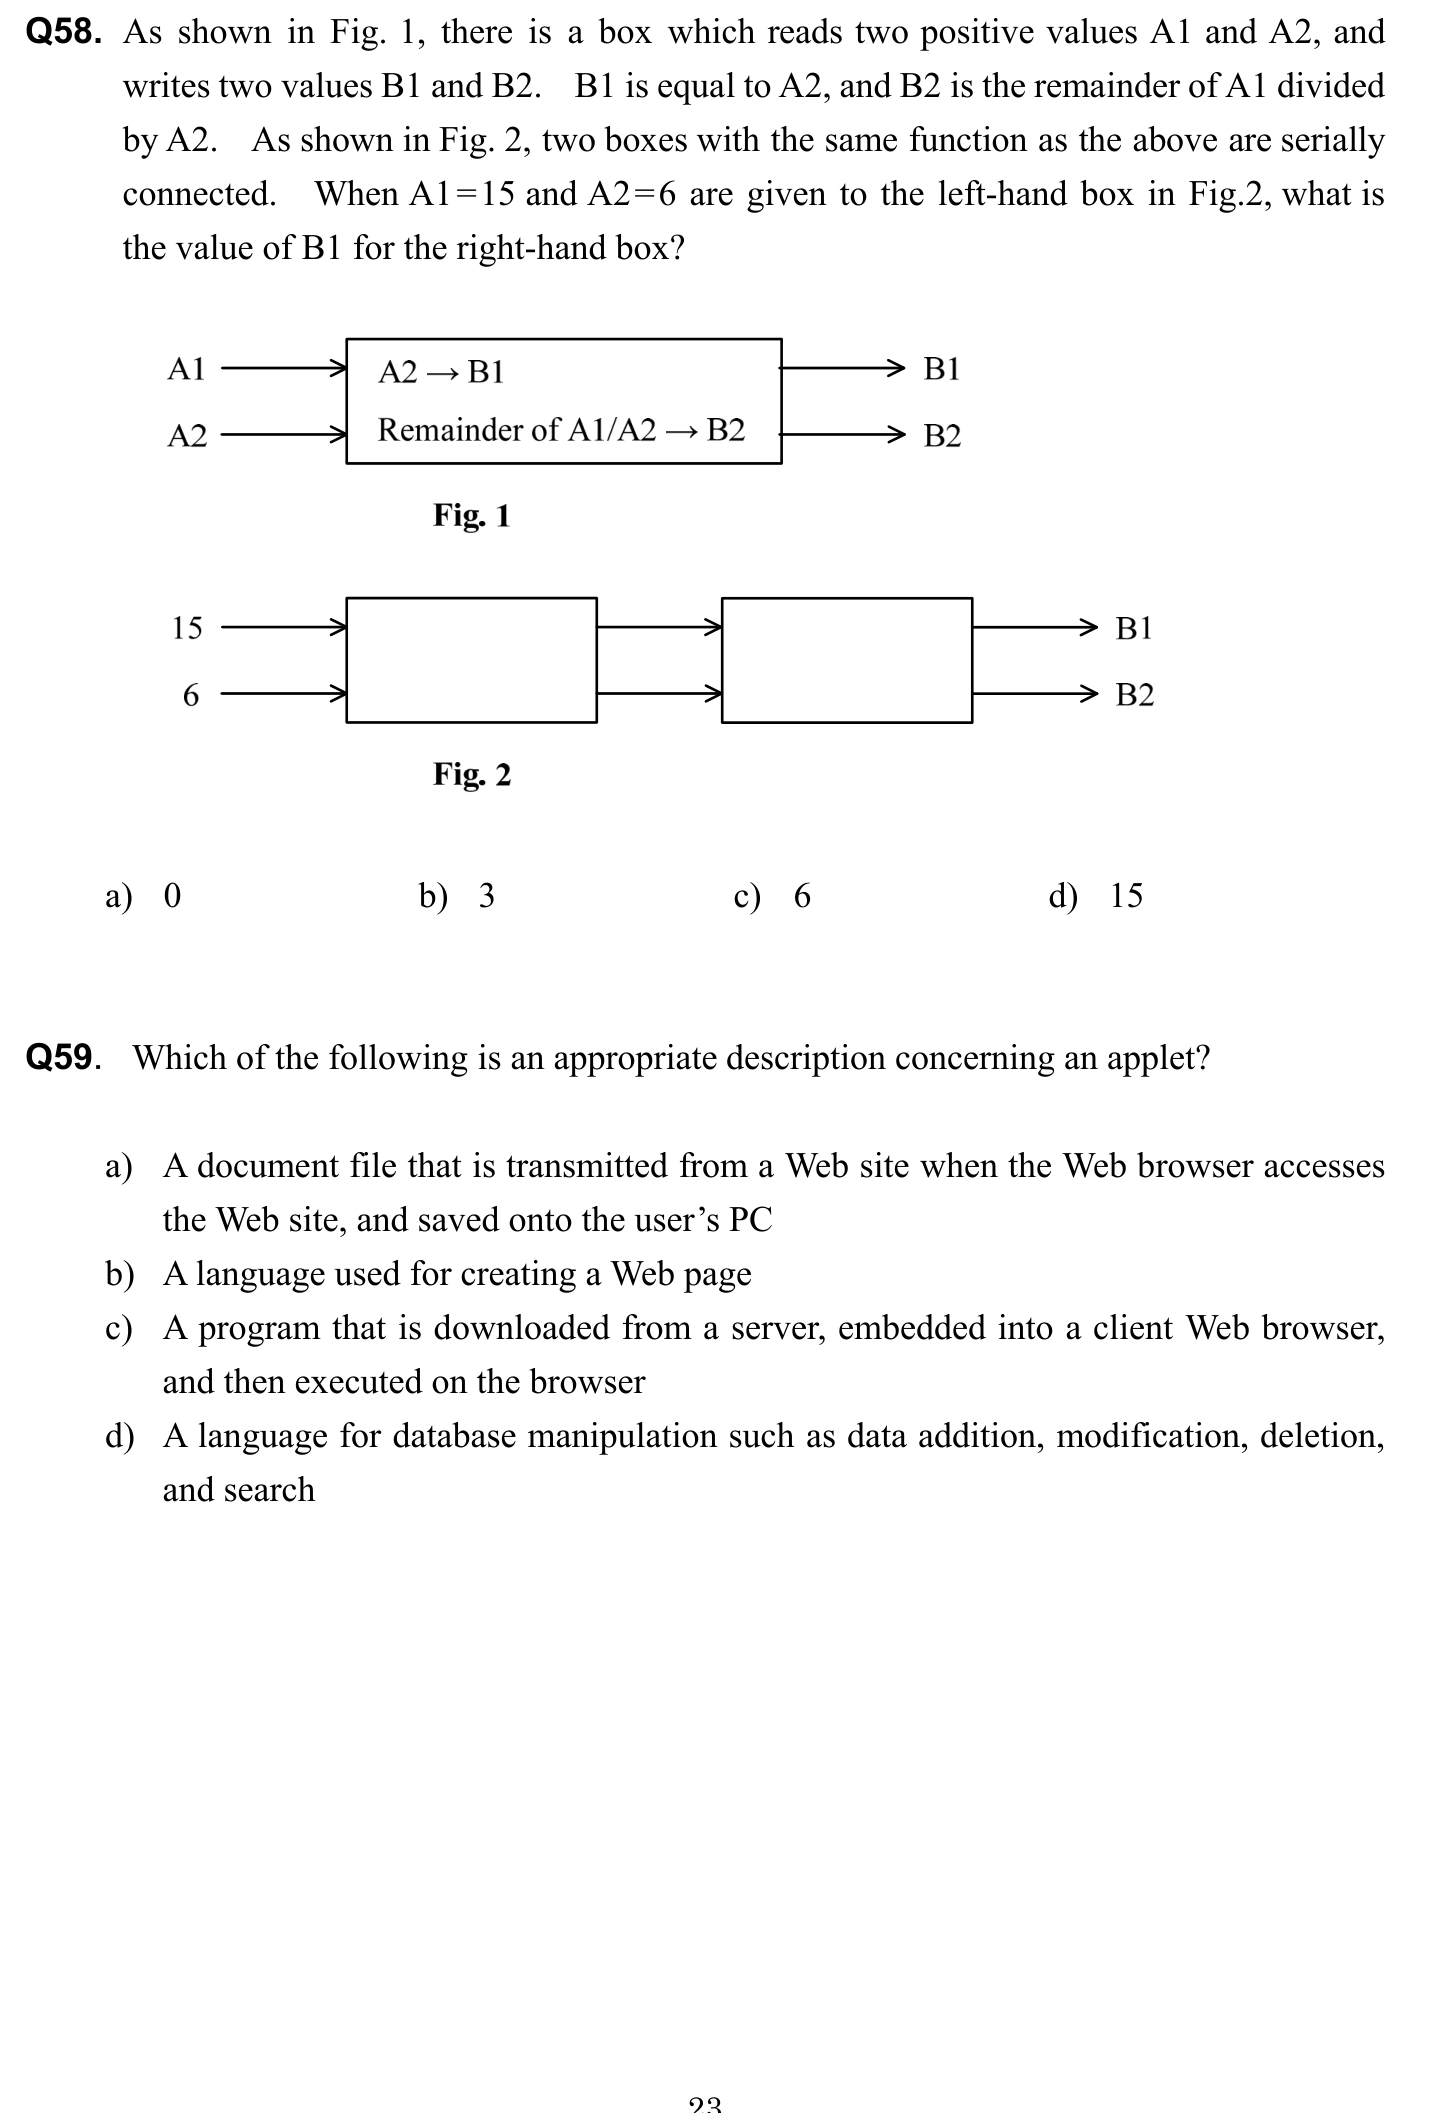 Q58. As shown in Fig. 1, there is a box which reads two positive values A1 and A2, and
writes two values B1 and B2. B1 is equal to A2, and B2 is the remainder of A1 divided
by A2. As shown in Fig. 2, two boxes with the same function as the above are serially
connected. When A1=15 and A2=6 are given to the left-hand box in Fig.2, what is
the value of B1 for the right-hand box?
A1 A2 → B1 B1
A2 Remainder of A1/A2 → B2 B2
Fig. 1
15 B1
6 B2
Fig. 2
a) 0 b) 3 c) 6 d) 15
Q59. Which of the following is an appropriate description concerning an applet?
a) A document file that is transmitted from a Web site when the Web browser accesses
the Web site, and saved onto the user’s PC
b) A language used for creating a Web page
c) A program that is downloaded from a server, embedded into a client Web browser,
and then executed on the browser
d) A language for database manipulation such as data addition, modification, deletion,
and search
23